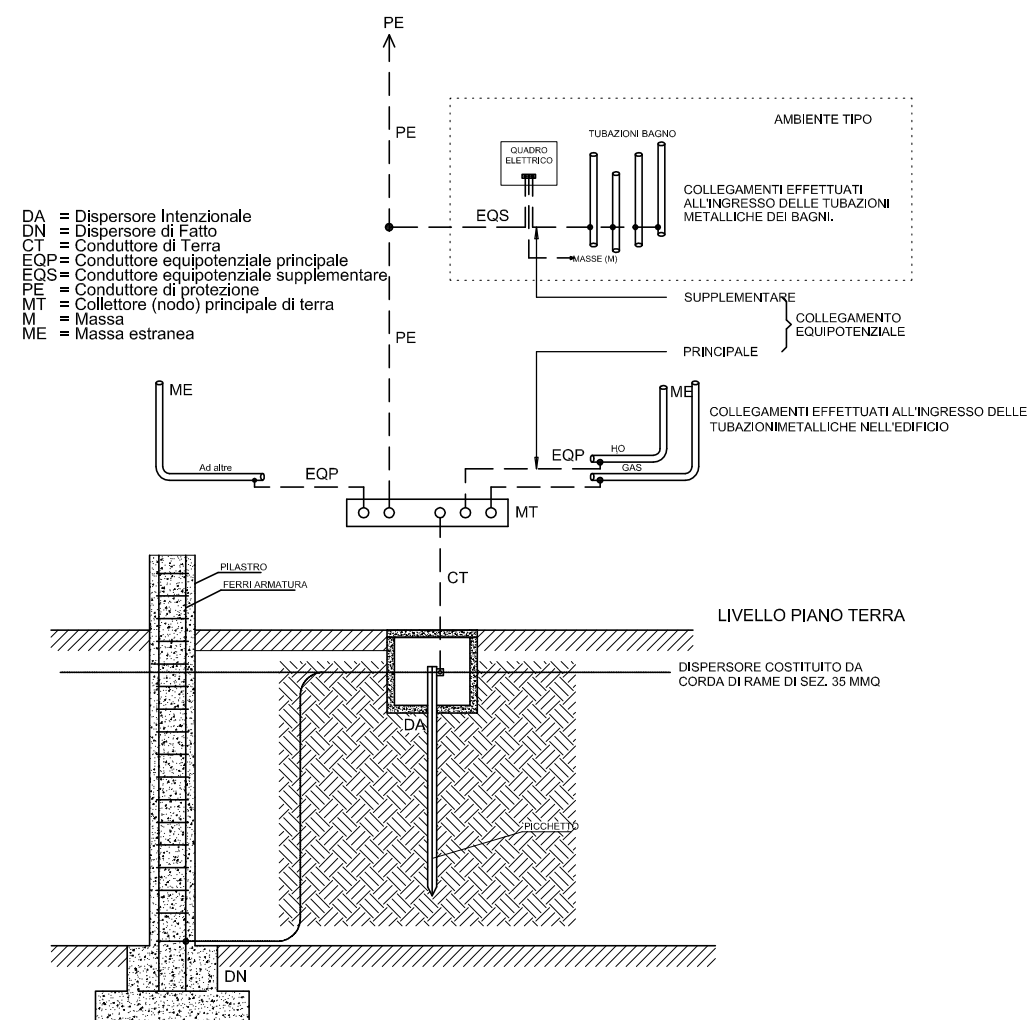 PE
PE
AMBIENTE TIPO
TUBAZIONI BAGNO
QUADRO
ELETTRICO
COLLEGAMENTI EFFETTUATI
ALL'INGRESSO DELLE TUBAZIONI
METALLICHE DEI BAGNI.
EQS
MASSE (M)
DA = Dispersore Intenzionale
DN = Dispersore di Fatto
CT = Conduttore di Terra
EQP= Conduttore equipotenziale principale
EQS= Conduttore equipotenziale supplementare
PE = Conduttore di protezione
MT = Collettore (nodo) principale di terra
M = Massa
ME = Massa estranea
SUPPLEMENTARE
COLLEGAMENTO
EQUIPOTENZIALE
PE
PRINCIPALE
ME
ME
COLLEGAMENTI EFFETTUATI ALL'INGRESSO DELLE
TUBAZIONIMETALLICHE NELL'EDIFICIO
HO
EQP
Ad altre
EQP
GAS
MT
CT
PILASTRO
FERRI ARMATURA
LIVELLO PIANO TERRA
DISPERSORE COSTITUITO DA
CORDA DI RAME DI SEZ. 35 MMQ
DA
PICCHETTO
DN